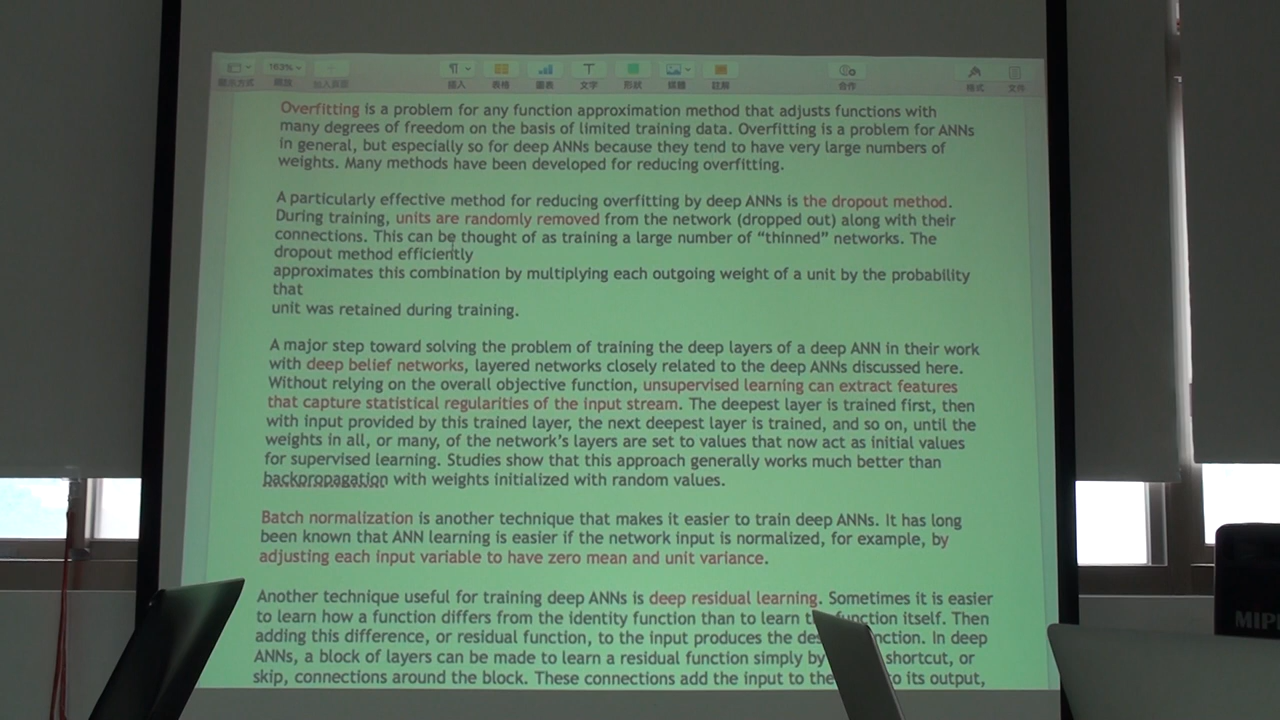 163%
插入
表格
圖表
文字
形狀
媒體
註解
合作
格式
文件
Overfitting is a problem for any function approximation method that adjusts functions with
many degrees of freedom on the basis of limited training data. Overfitting is a problem for ANNs
in general, but especially so for deep ANNs because they tend to have very large numbers of
weights. Many methods have been developed for reducing overfitting.
A particularly effective method for reducing overfitting by deep ANNs is the dropout method.
During training, units are randomly removed from the network (dropped out) along with their
connections. This can be thought of as training a large number of “thinned” networks. The
dropout method efficiently
approximates this combination by multiplying each outgoing weight of a unit by the probability
that
unit was retained during training.
A major step toward solving the problem of training the deep layers of a deep ANN in their work
with deep belief networks, layered networks closely related to the deep ANNs discussed here.
Without relying on the overall objective function, unsupervised learning can extract features
that capture statistical regularities of the input stream. The deepest layer is trained first, then
with input provided by this trained layer, the next deepest layer is trained, and so on, until the
weights in all, or many, of the network’s layers are set to values that now act as initial values
for supervised learning. Studies show that this approach generally works much better than
backpropagation with weights initialized with random values.
Batch normalization is another technique that makes it easier to train deep ANNs. It has long
been known that ANN learning is easier if the network input is normalized, for example, by
adjusting each input variable to have zero mean and unit variance.
Another technique useful for training deep ANNs is deep residual learning. Sometimes it is easier
to learn how a function differs from the identity function than to learn function itself. Then
adding this difference, or residual function, to the input produces the In deep
ANNs, a block of layers can be made to learn a residual function simply by shortcut, or
skip, connections around the block. These connections add the input to the to its output,